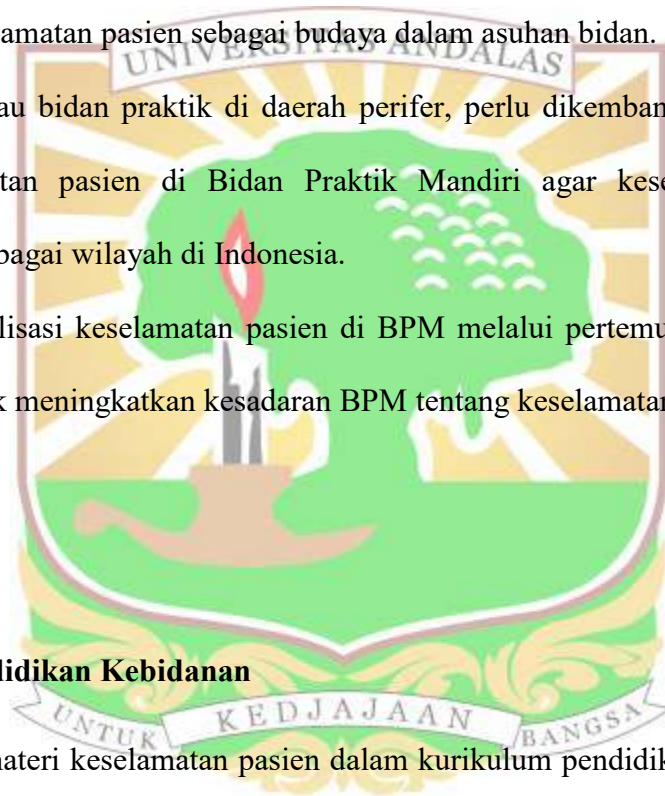 amatan pasien sebagai budaya dalam asuhan bidan.
UNIVERSITAS ANDALAS
au bidan praktik di daerah perifer, perlu dikemban
tan pasien di Bidan Praktik Mandiri agar kese
bagai wilayah di Indonesia.
lisasi keselamatan pasien di BPM melalui pertemu
k meningkatkan kesadaran BPM tentang keselamatan
didikan Kebidanan
UNTUK KEDJAJAAN BANGSA
materi keselamatan pasien dalam kurikulum pendidik